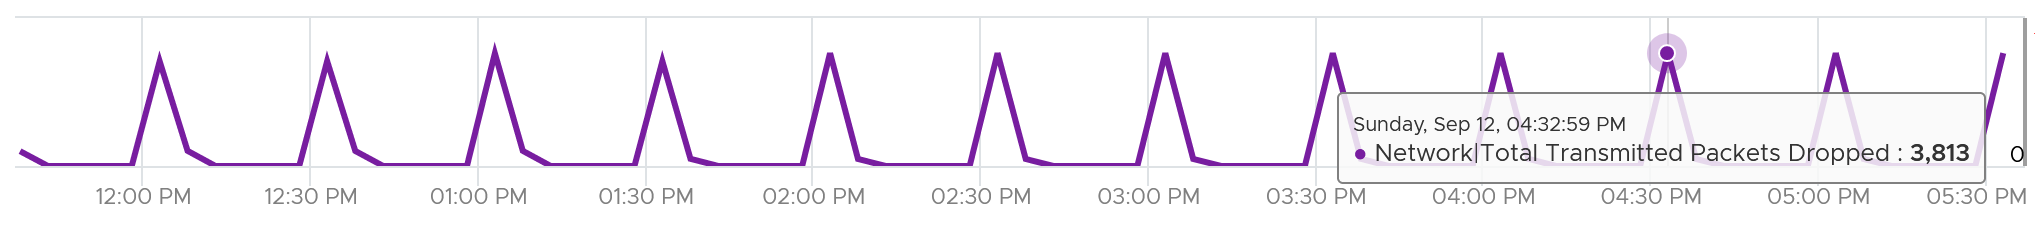 Sunday, Sep 12, 04:32:59 PM
Network|Total Transmitted Packets Dropped : 3,813
0
12:00 PM 12:30 PM 01:00 PM 01:30 PM 02:00 PM 02:30 PM 03:00 PM 03:30 PM 04:00 PM 04:30 PM 05:00 PM 05:30 PM